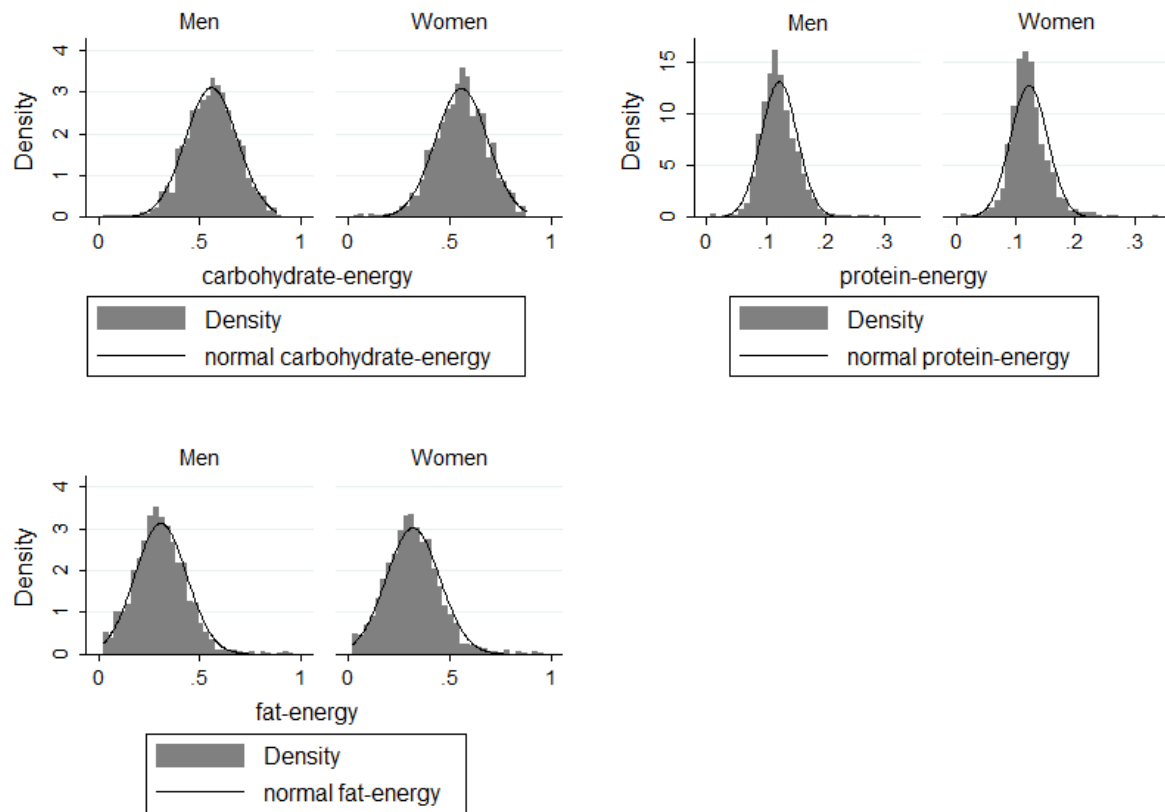 Men Women
4
3
2
1
0
Density
0 .5 1 0 .5 1
carbohydrate-energy
Density
normal carbohydrate-energy
Men Women
15
10
5
0
Density
0 .1 .2 .3 0 .1 .2 .3
protein-energy
Density
normal protein-energy
Men Women
4
3
2
1
0
Density
0 .5 1 0 .5 1
fat-energy
Density
normal fat-energy